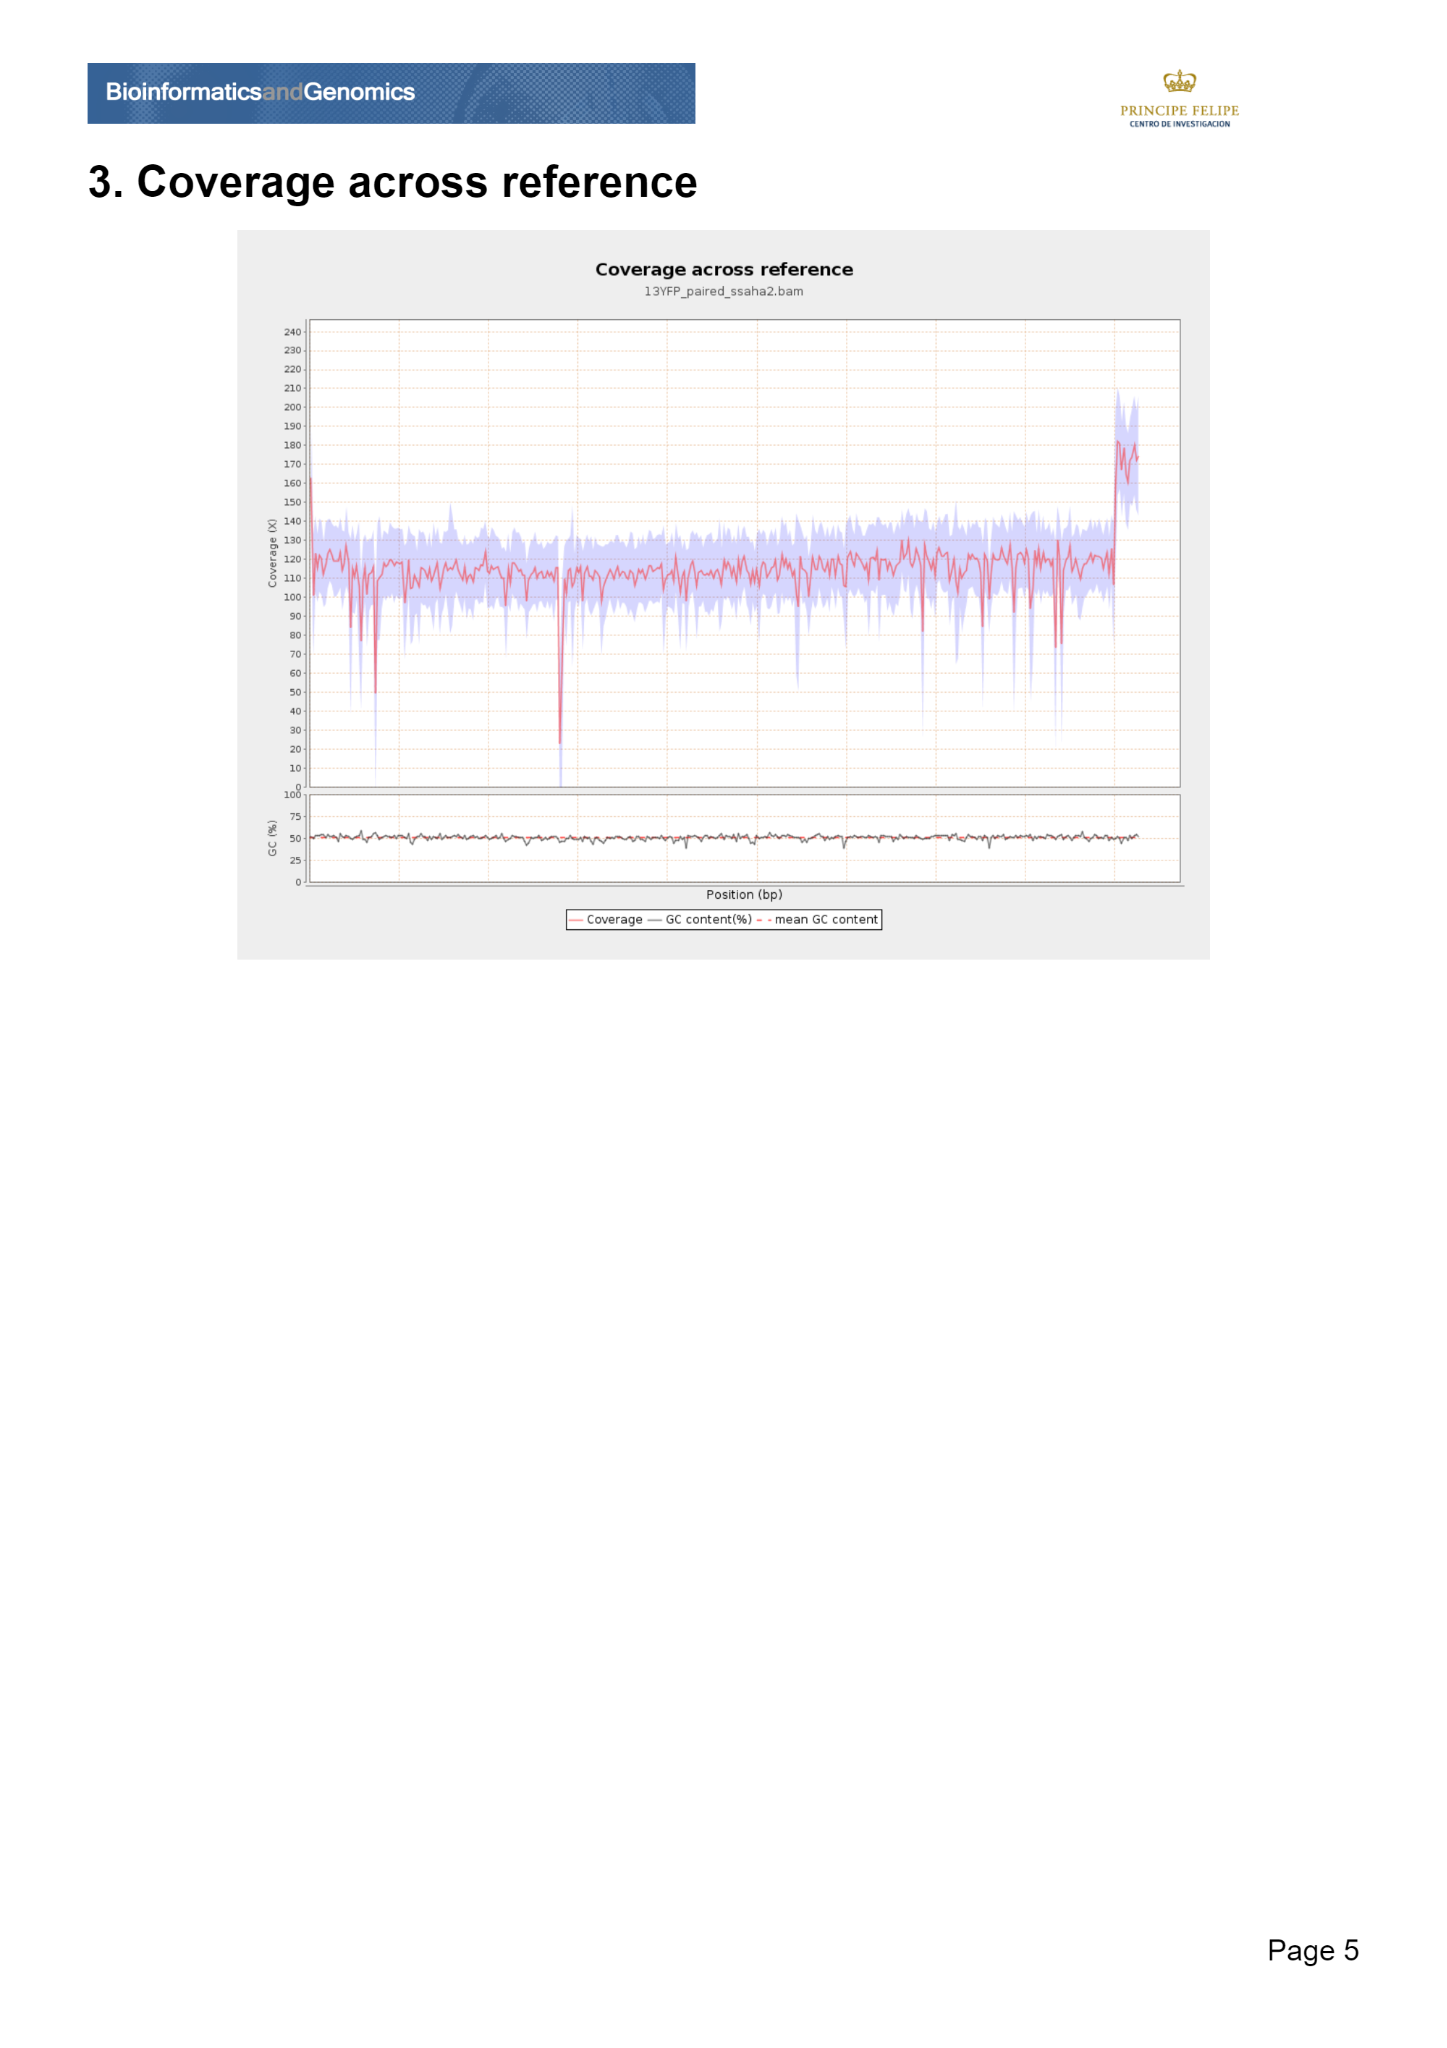 BioinformaticsandGenomics
PRINCIPE FELIPE
CENTRO DE INVESTIGACION
3. Coverage across reference
Coverage across reference
13YFP_paired_ssaha2.bam
240
230
220
210
200
190
180
170
160
150
140
130
120
110
100
90
80
70
60
50
40
30
20
10
0
Coverage (X)
100
75
50
25
0
GC (%)
Position (bp)
Coverage GC content(%) mean GC content
Page 5